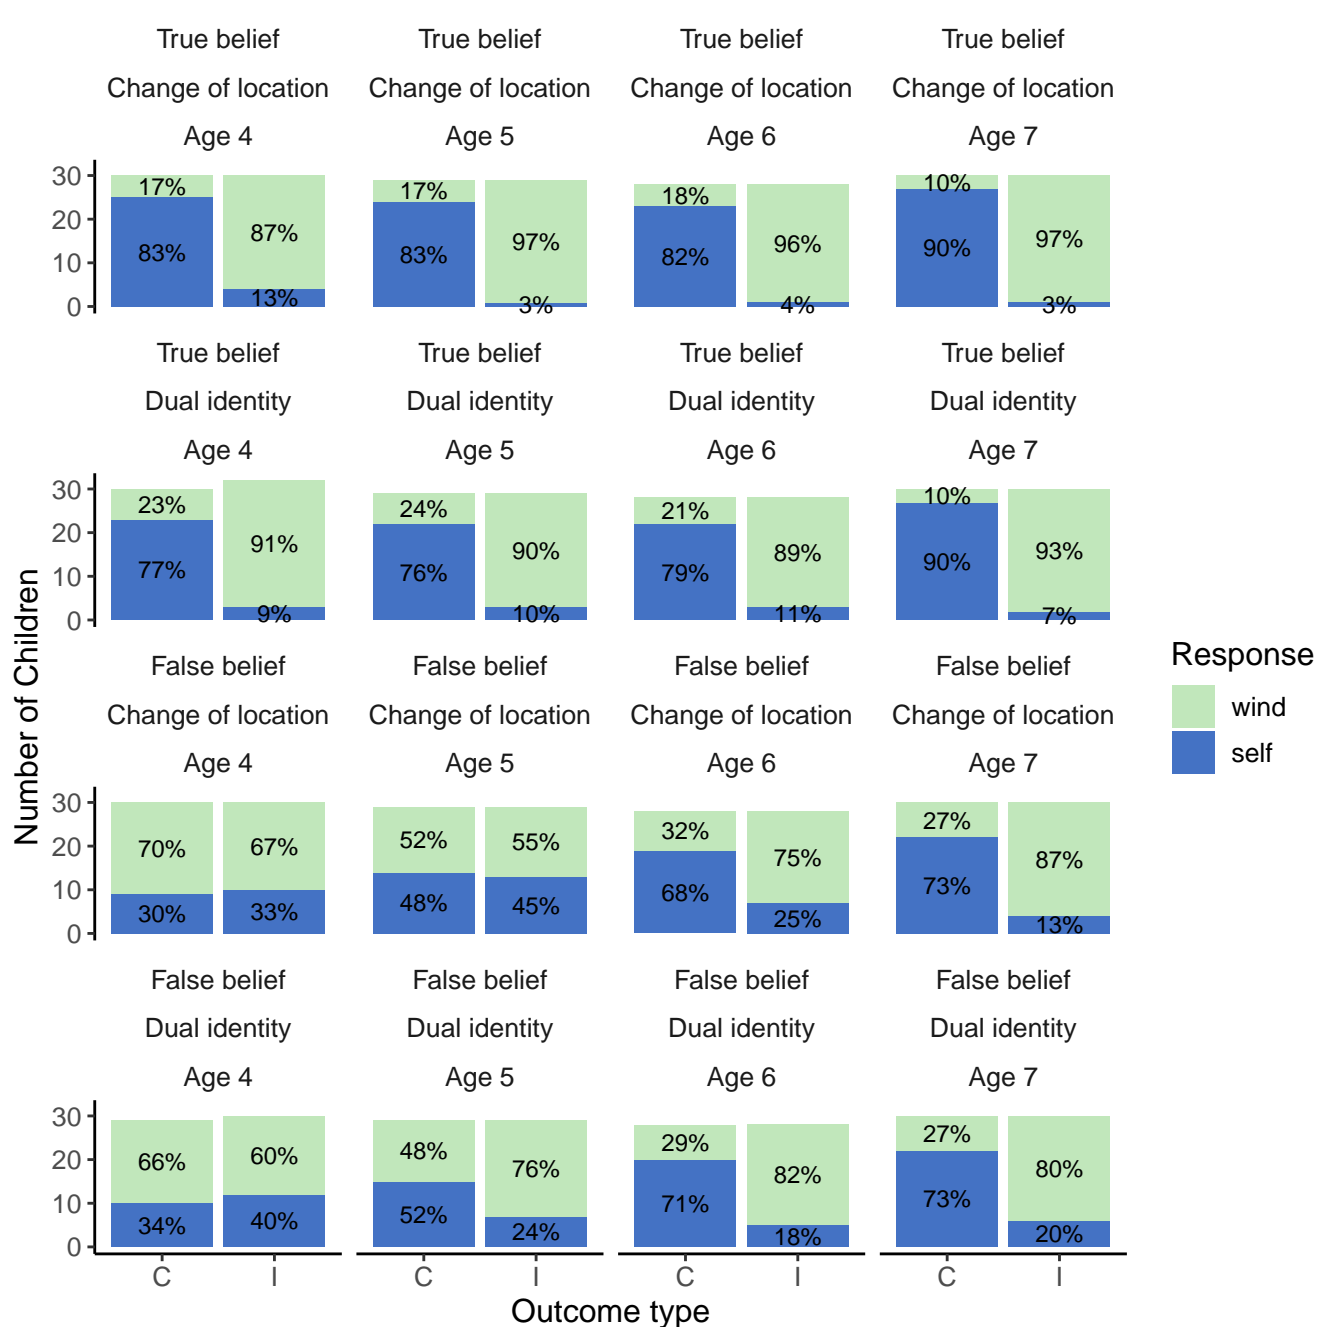 True belief True belief True belief True belief
Change of location Change of location Change of location Change of location
Age 4 Age 5 Age 6 Age 7
30 17% 83% 87% 13% 17% 83% 97% 3% 18% 82% 96% 4% 10% 90% 97% 3%
20
10
0
True belief True belief True belief True belief
Dual identity Dual identity Dual identity Dual identity
Age 4 Age 5 Age 6 Age 7
30 23% 77% 91% 9% 24% 76% 90% 10% 21% 79% 89% 11% 10% 90% 93% 7%
20
10
0
Number of Children
False belief False belief False belief False belief
Change of location Change of location Change of location Change of location
Age 4 Age 5 Age 6 Age 7
30 70% 30% 67% 33% 52% 48% 55% 45% 32% 68% 75% 25% 27% 73% 87% 13%
20
10
0
False belief False belief False belief False belief
Dual identity Dual identity Dual identity Dual identity
Age 4 Age 5 Age 6 Age 7
30 66% 34% 60% 40% 48% 52% 76% 24% 29% 71% 82% 18% 27% 73% 80% 20%
20
10
0
C I C I C I C I
Outcome type
Response
wind
self